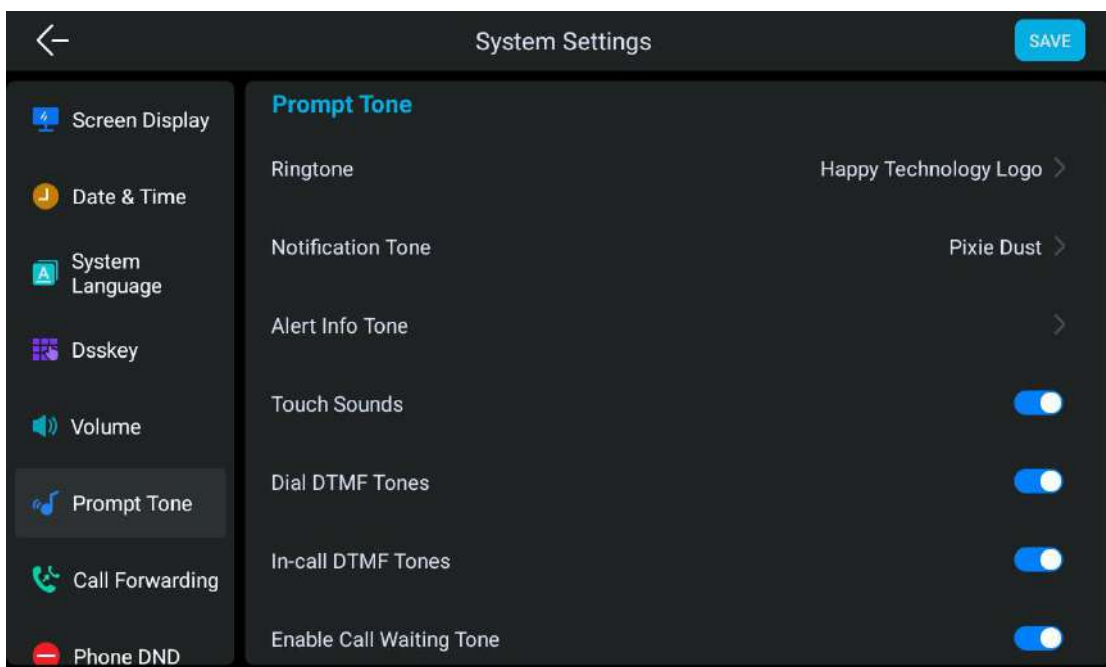 System Settings
SAVE
Screen Display
Date & Time
System
Language
Dsskey
Volume
Prompt Tone
Call Forwarding
Phone DND
Prompt Tone
Ringtone
Happy Technology Logo
Notification Tone
Pixie Dust
Alert Info Tone
Touch Sounds
Dial DTMF Tones
In-call DTMF Tones
Enable Call Waiting Tone